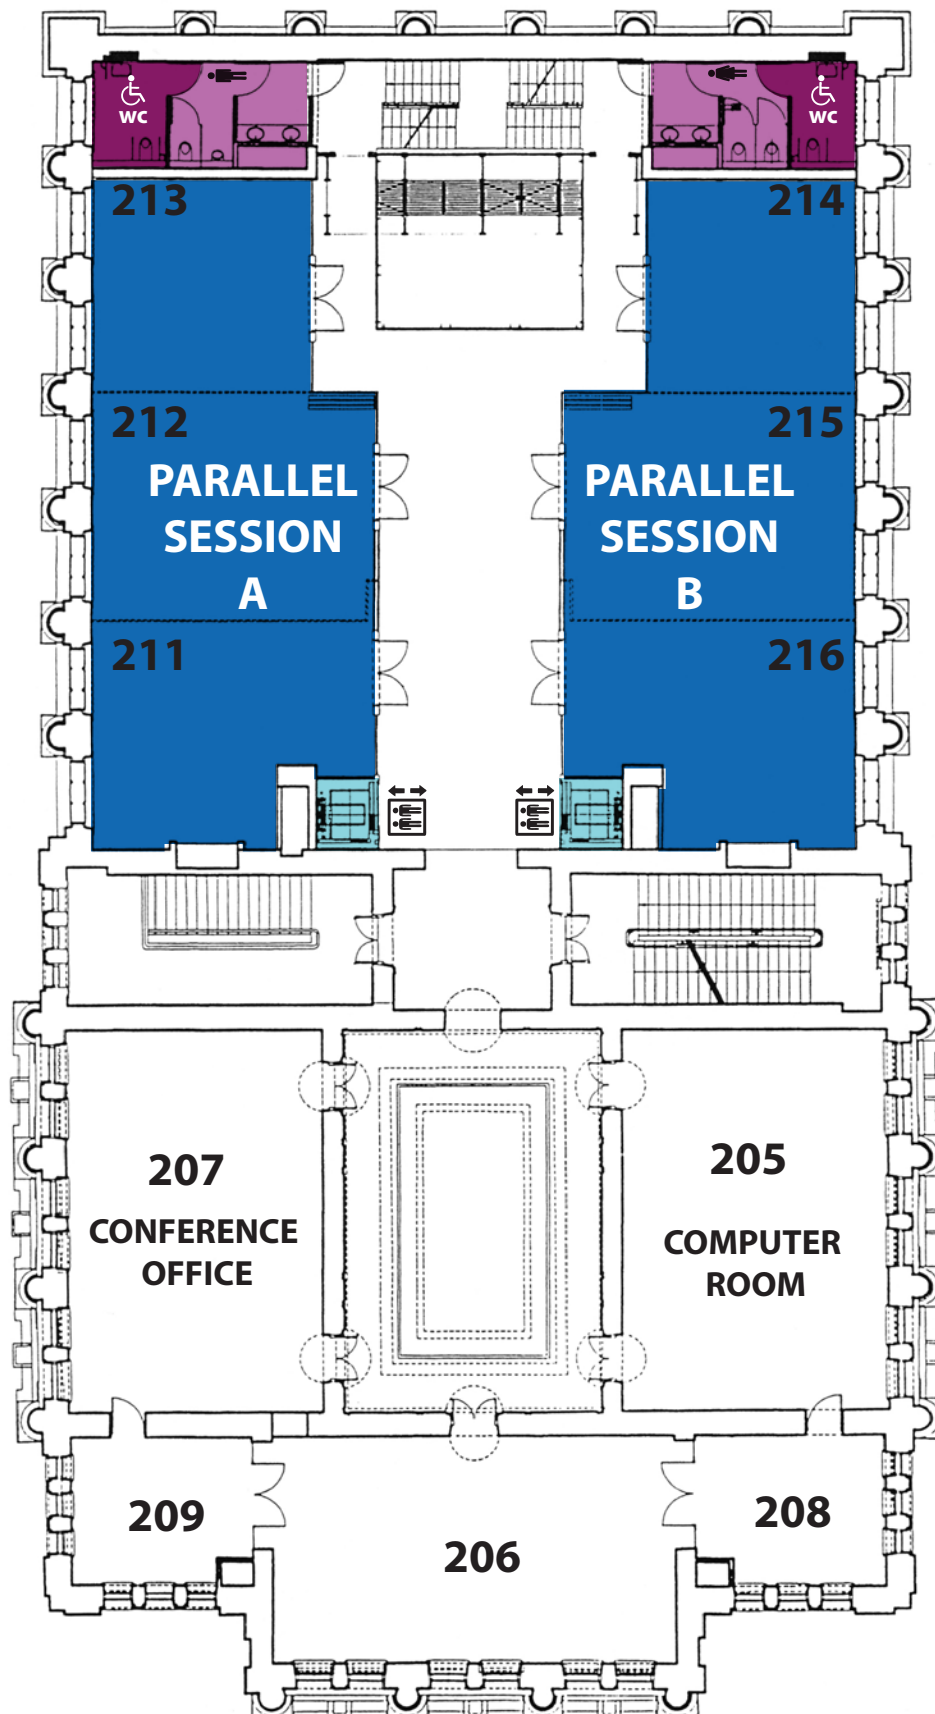 WC
WC
213
214
212
215
PARALLEL
SESSION
A
PARALLEL
SESSION
B
211
216
207
CONFERENCE
OFFICE
205
COMPUTER
ROOM
209
208
206